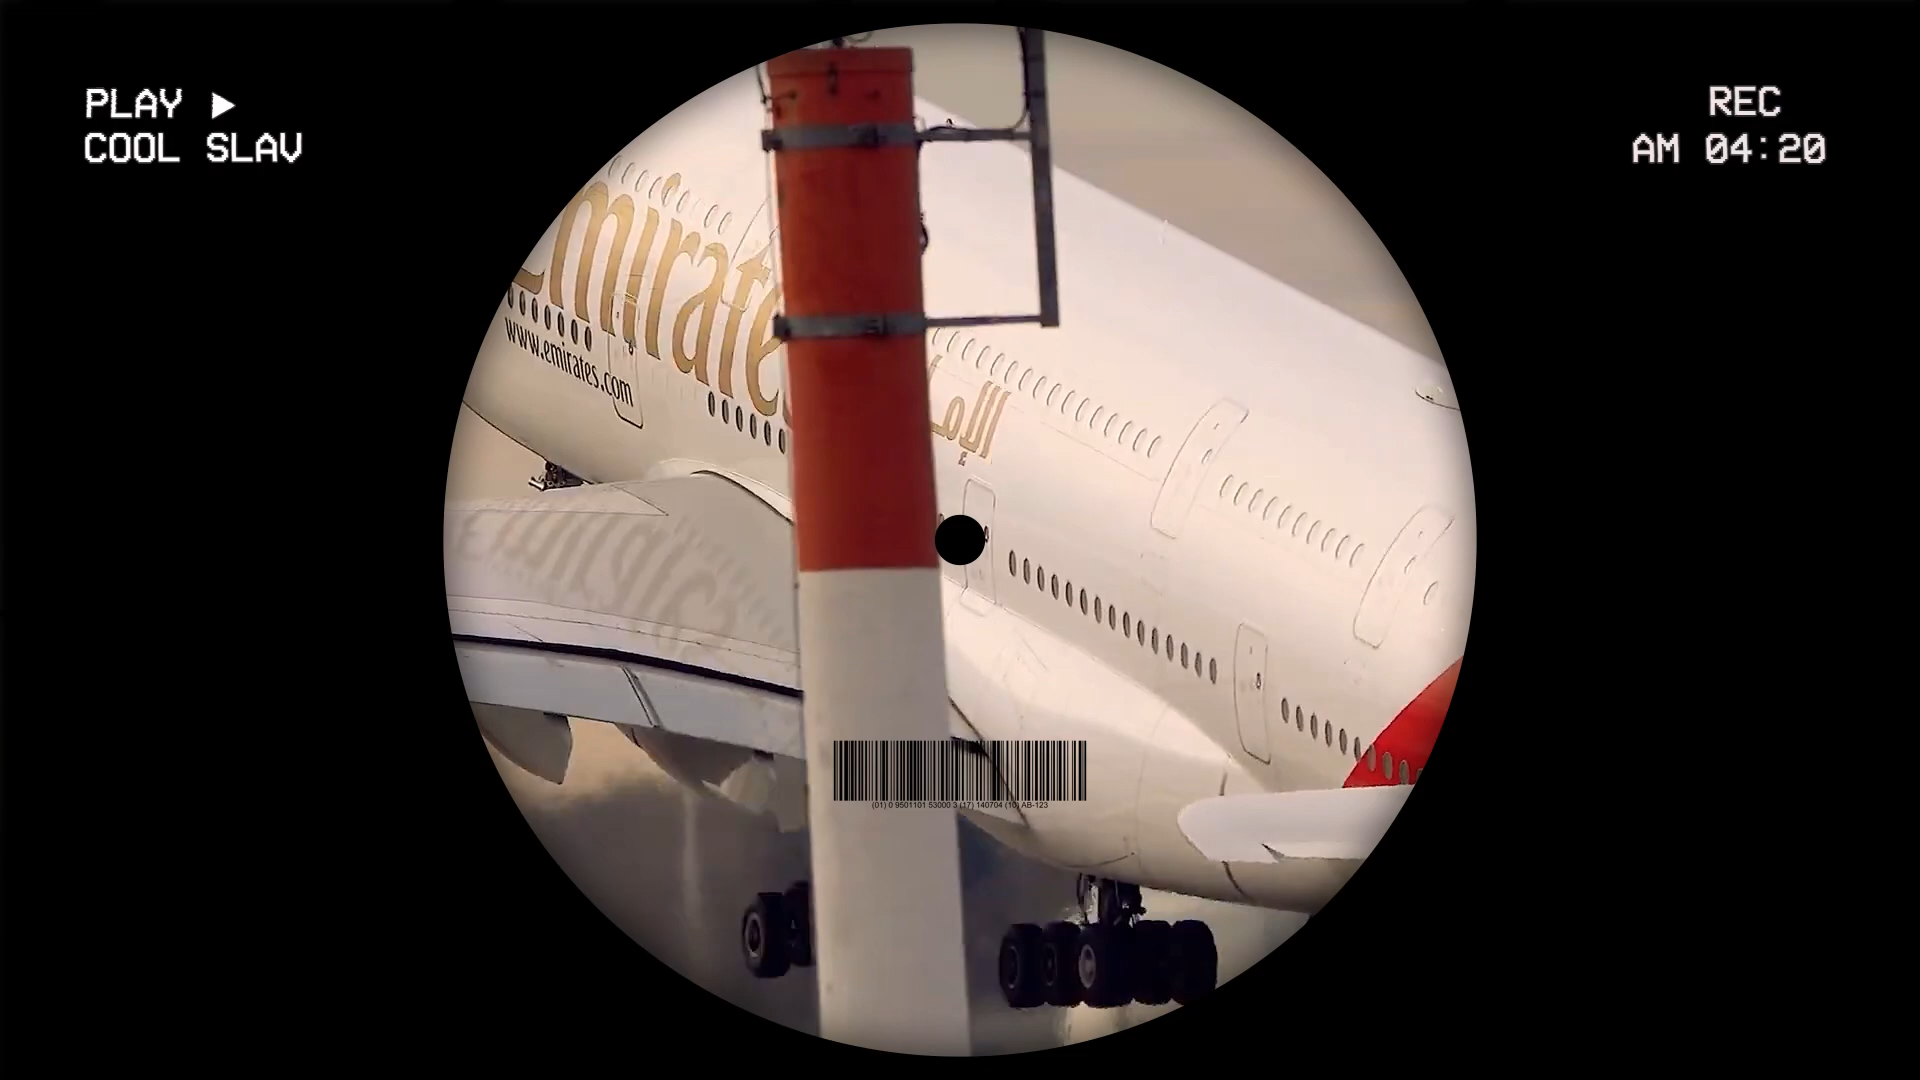 PLAY ▶
COOL SLAV
REC
AM 04:20
Emirates
www.emirates.com
الإما
(01) 0 9501101 53000 3 (17) 140704 (10) AB-123